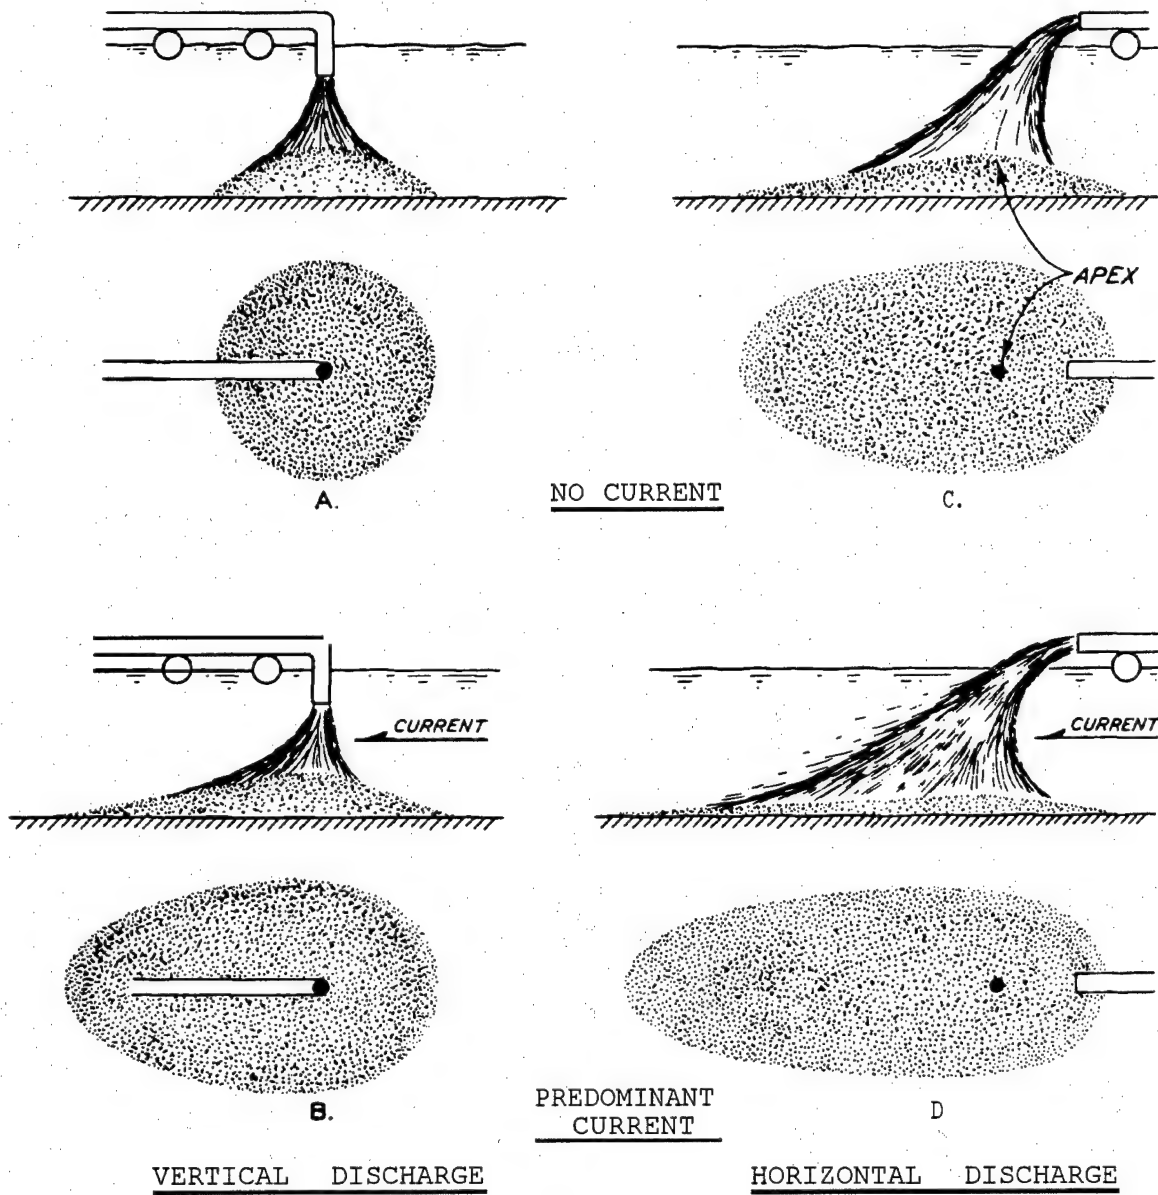 APEX
A.
NO CURRENT
C.
CURRENT
CURRENT
B.
PREDOMINANT
CURRENT
D
VERTICAL DISCHARGE
HORIZONTAL DISCHARGE